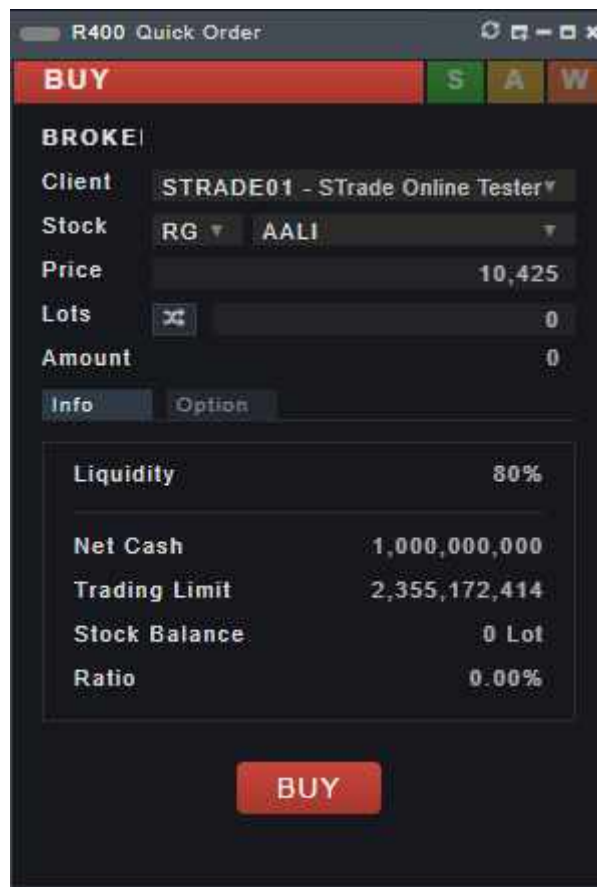 R400 Quick Order
BUY S A W
BROKE
Client STRADE01 - STrade Online Tester
Stock RG AALI
Price 10,425
Lots 0
Amount 0
Info Option
Liquidity 80%
Net Cash 1,000,000,000
Trading Limit 2,355,172,414
Stock Balance 0 Lot
Ratio 0.00%
BUY